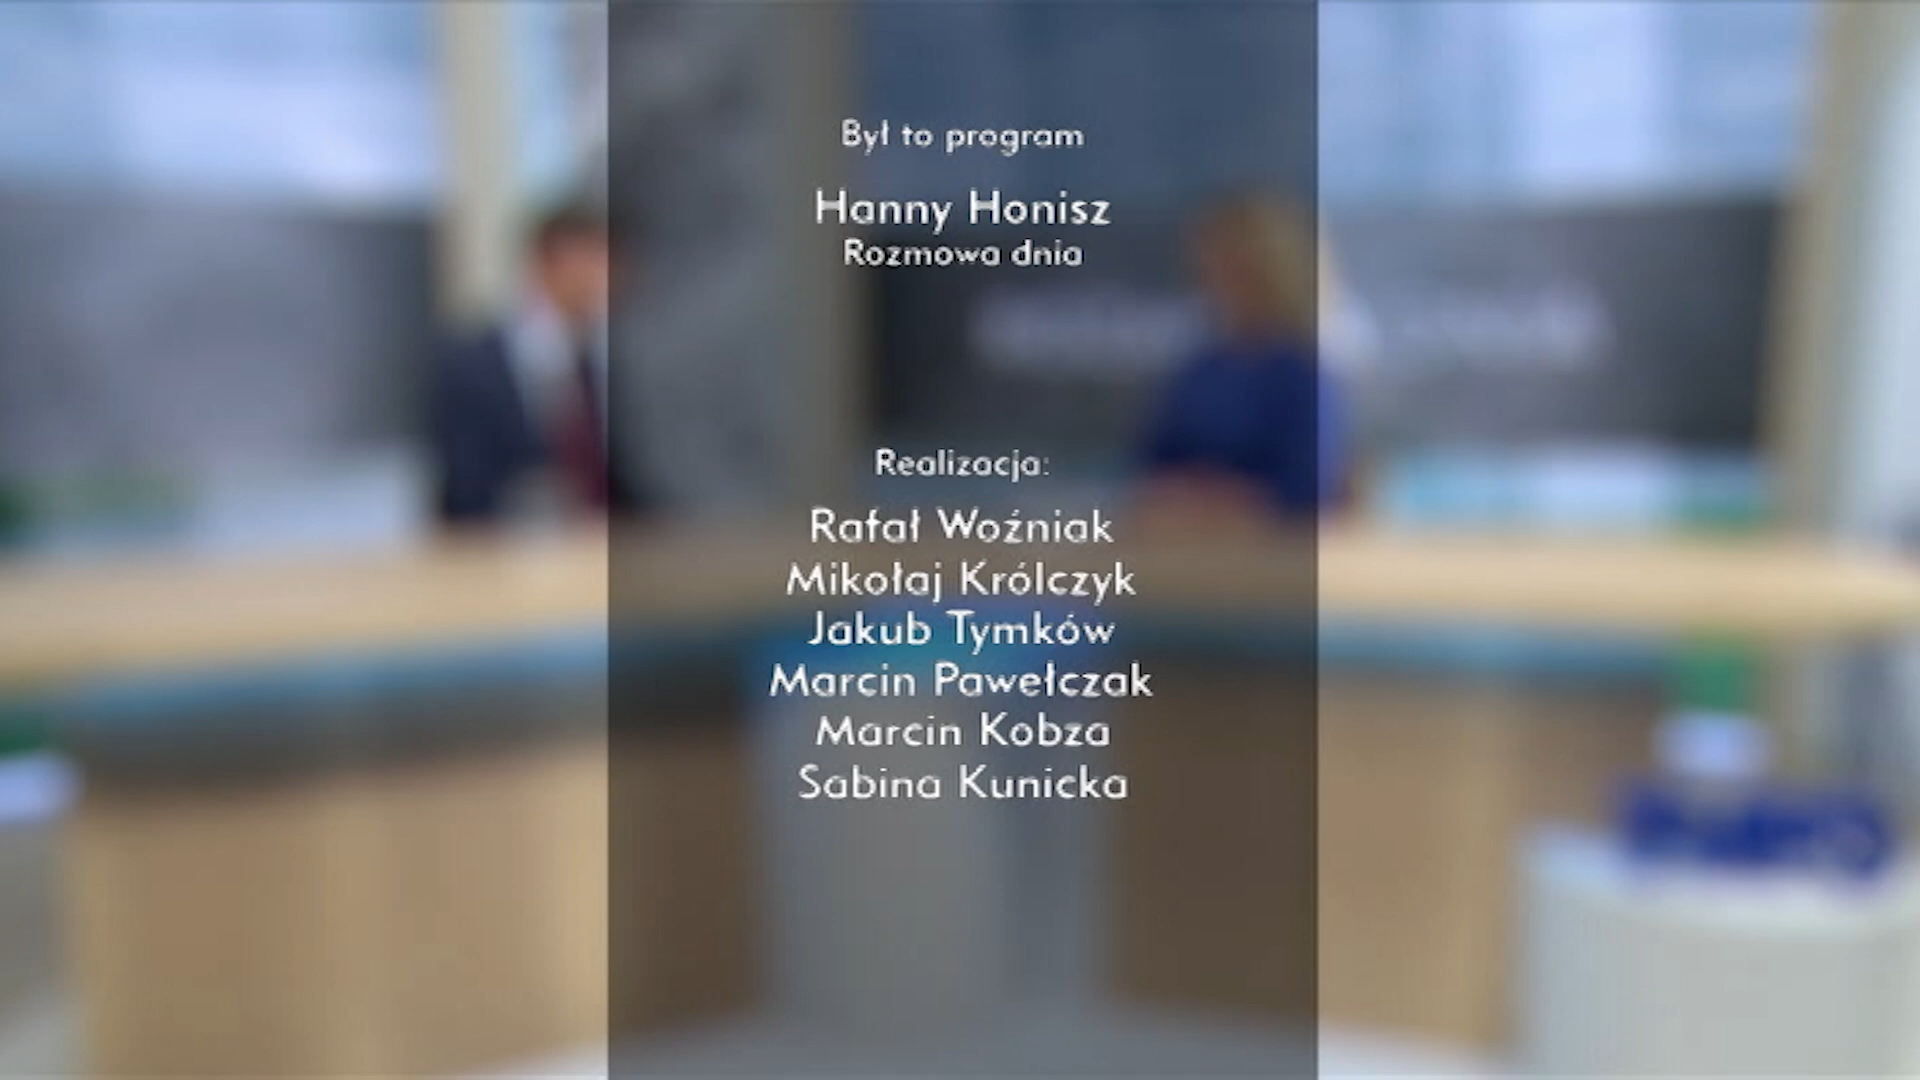 Był to program
Hanny Honisz
Rozmowa dnia
Realizacja:
Rafał Woźniak
Mikołaj Królczyk
Jakub Tymków
Marcin Pawełczak
Marcin Kobza
Sabina Kunicka